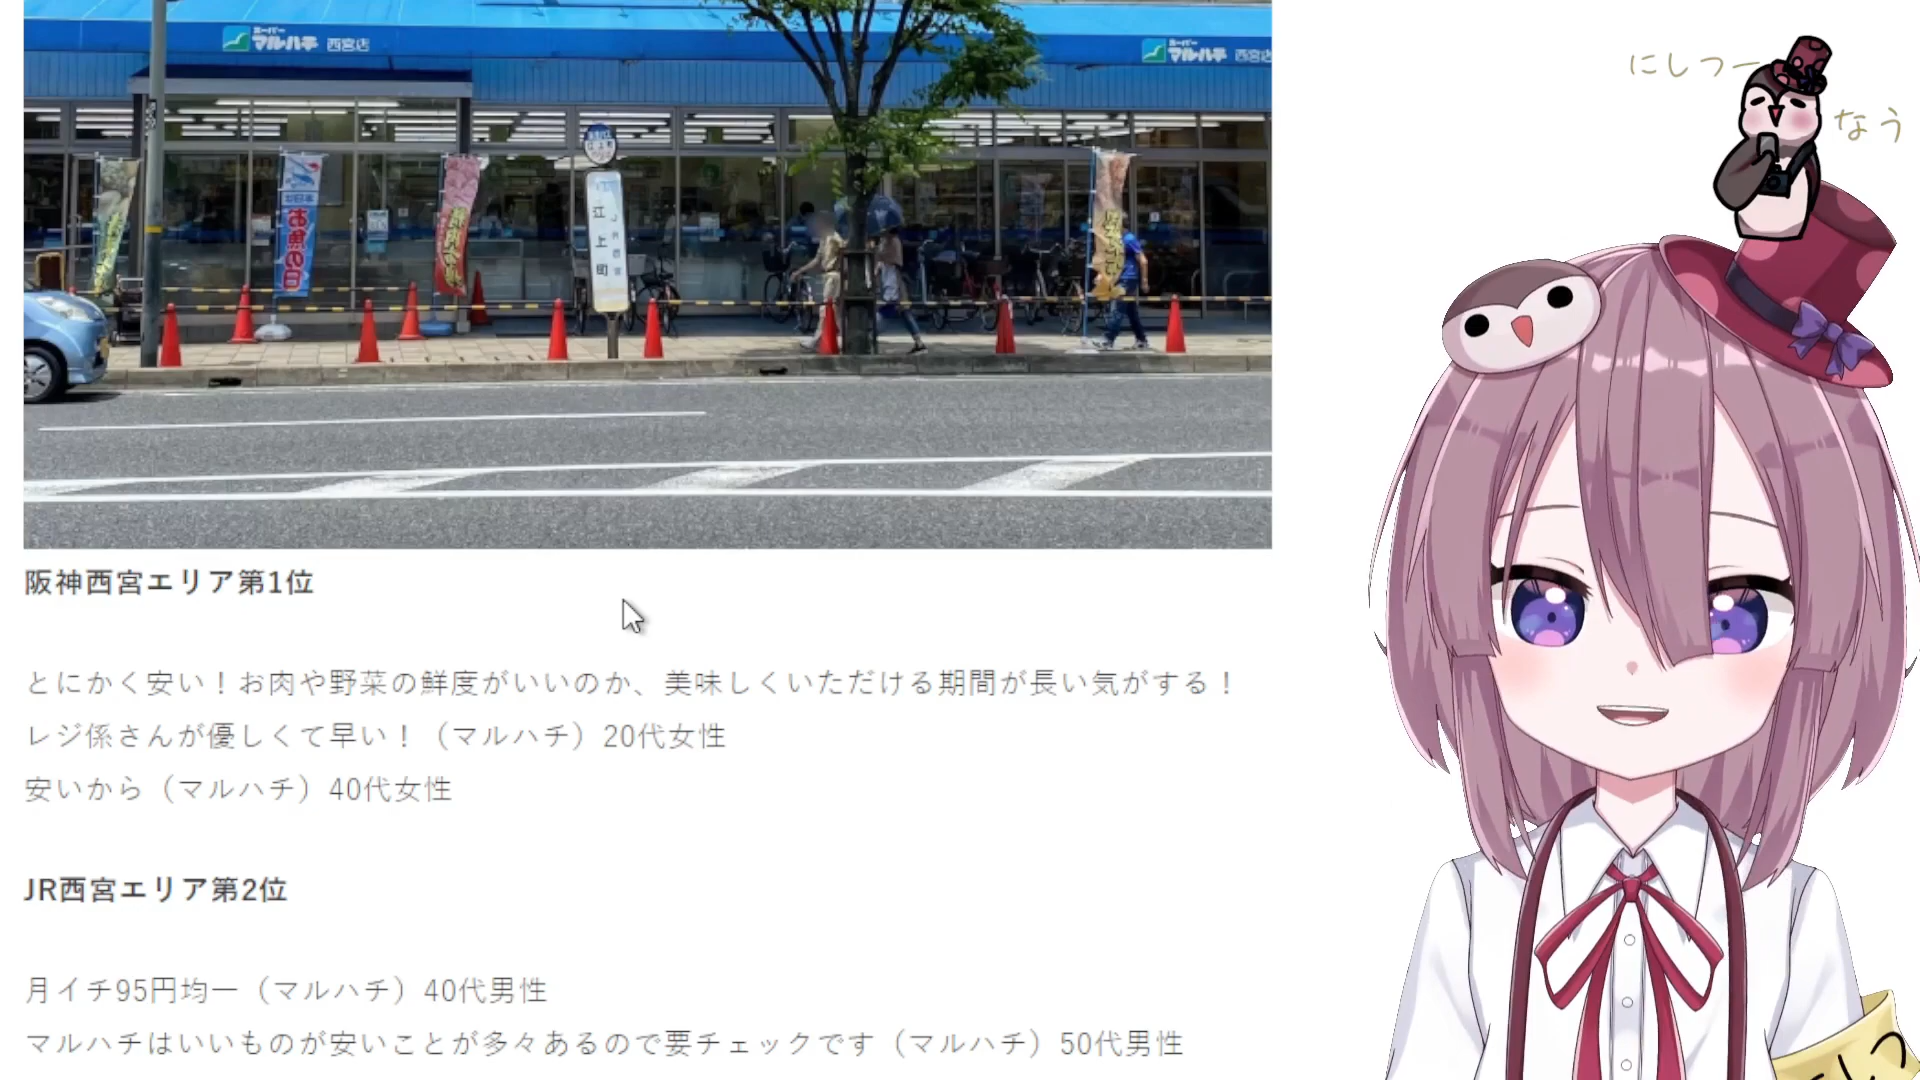 スーパー
マルハチ 西宮店
スーパー
マルハチ 西宮店
にしつー
なう
お魚の日
江上町
阪神西宮エリア第1位
とにかく安い！お肉や野菜の鮮度がいいのか、美味しくいただける期間が長い気がする！
レジ係さんが優しくて早い！（マルハチ）20代女性
安いから（マルハチ）40代女性
JR西宮エリア第2位
月イチ95円均一（マルハチ）40代男性
マルハチはいいものが安いことが多々あるので要チェックです（マルハチ）50代男性